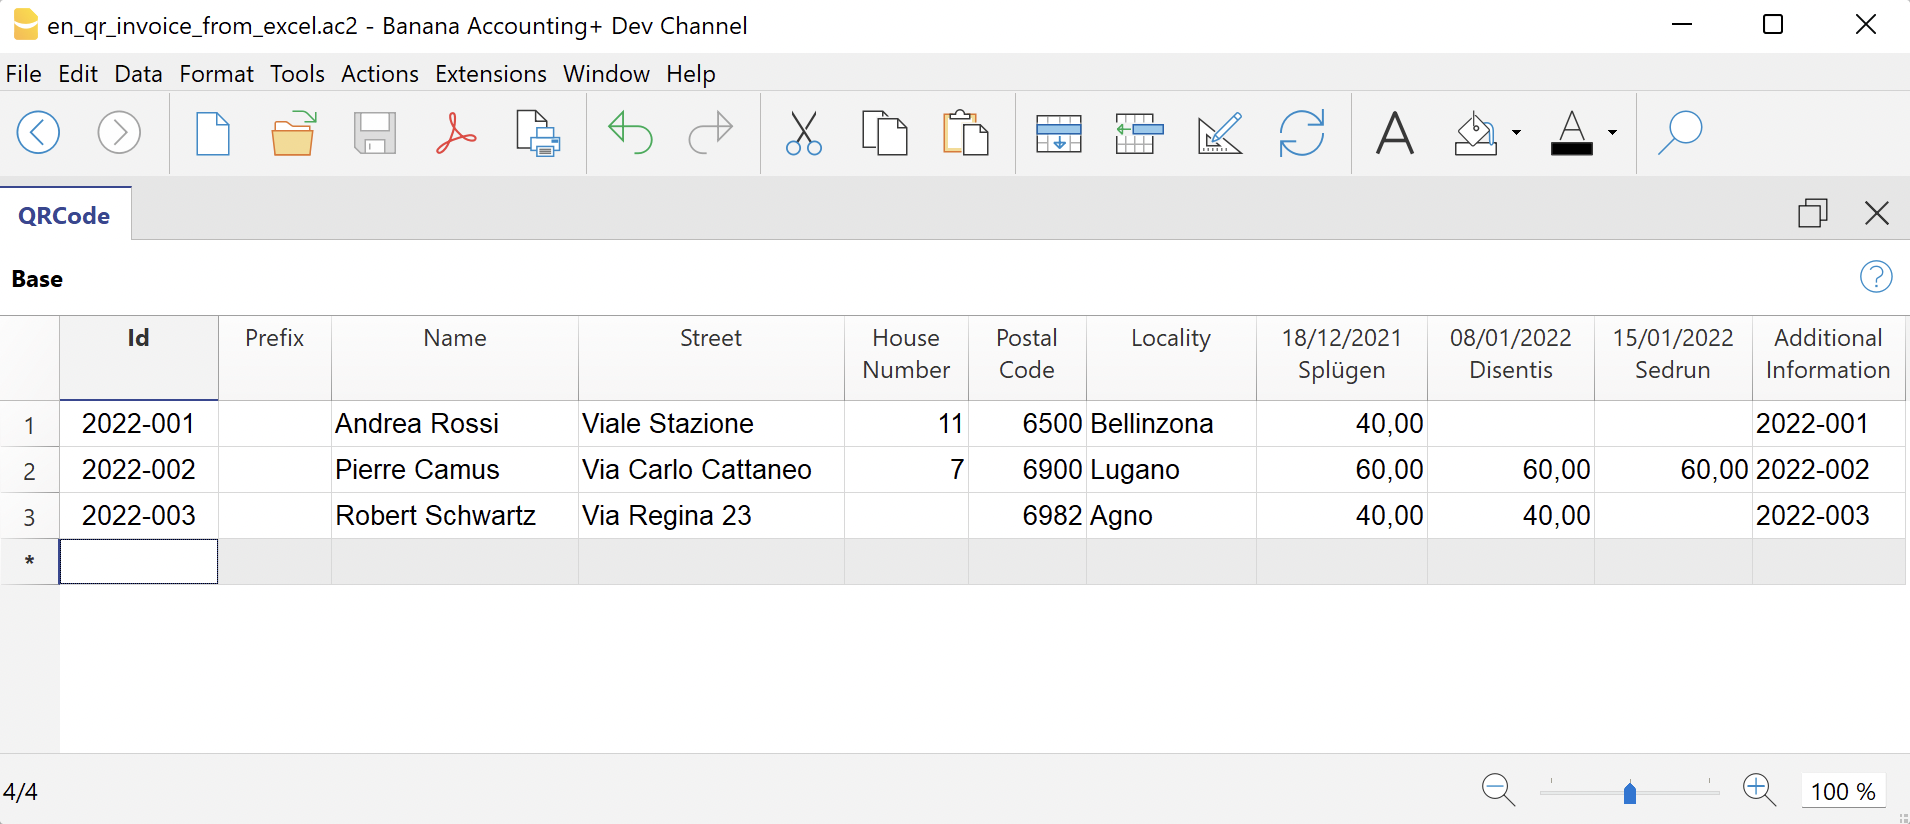 en_qr_invoice_from_excel.ac2 - Banana Accounting+ Dev Channel
File Edit Data Format Tools Actions Extensions Window Help
QRCode
Base
Id Prefix Name Street House Number Postal Code Locality 18/12/2021 Splügen 08/01/2022 Disentis 15/01/2022 Sedrun Additional Information
1 2022-001 Andrea Rossi Viale Stazione 11 6500 Bellinzona 40,00 2022-001
2 2022-002 Pierre Camus Via Carlo Cattaneo 7 6900 Lugano 60,00 60,00 60,00 2022-002
3 2022-003 Robert Schwartz Via Regina 23 6982 Agno 40,00 40,00 2022-003
*
4/4 100 %